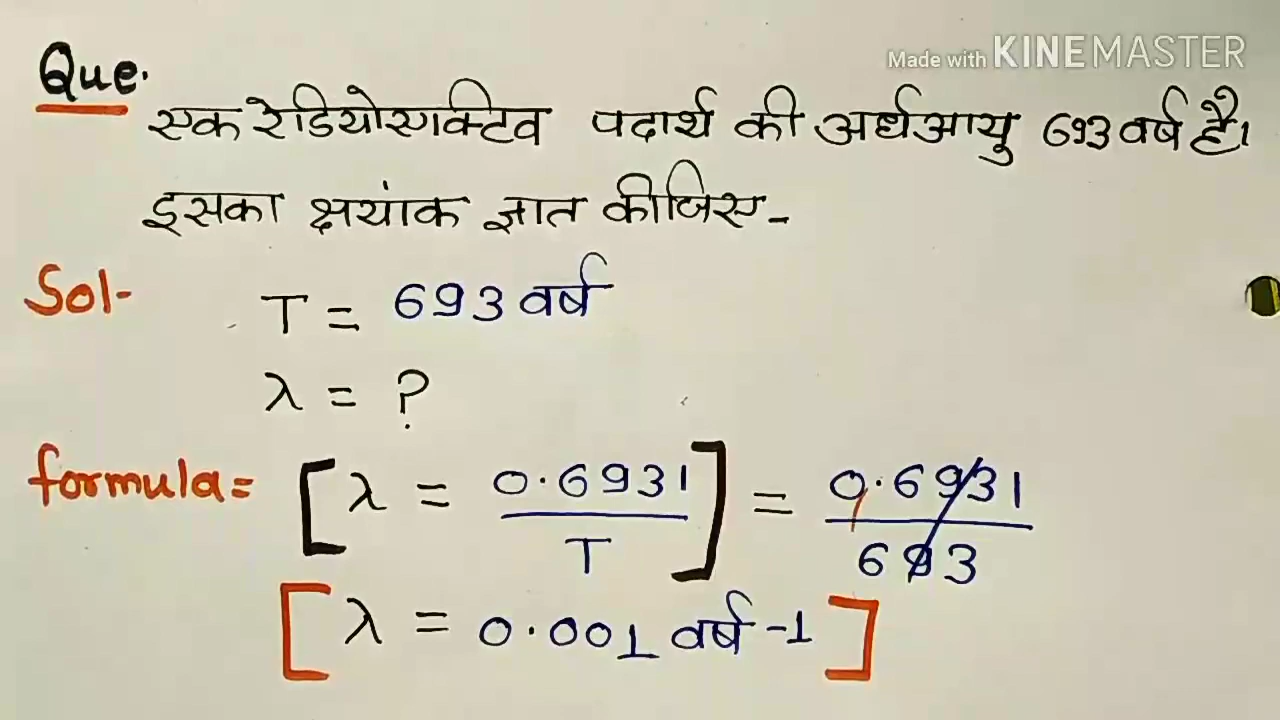 Made with KINEMASTER
Que.
एक रेडियोएक्टिव पदार्थ की अर्धआयु 693 वर्ष है।
इसका क्षयांक ज्ञात कीजिए -
Sol-
T = 693 वर्ष
λ = ?
formula= [λ = 0.6931 / T] = 0.6931 / 693
[λ = 0.001 वर्ष -1]